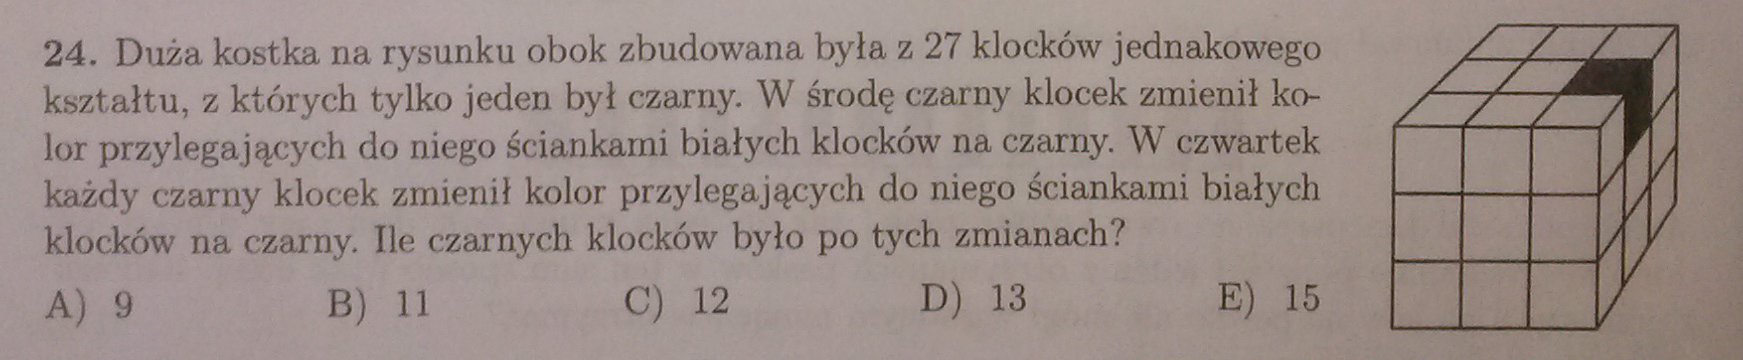 24. Duża kostka na rysunku obok zbudowana była z 27 klocków jednakowego
kształtu, z których tylko jeden był czarny. W środę czarny klocek zmienił ko-
lor przylegających do niego ściankami białych klocków na czarny. W czwartek
każdy czarny klocek zmienił kolor przylegających do niego ściankami białych
klocków na czarny. Ile czarnych klocków było po tych zmianach?
A) 9 B) 11 C) 12 D) 13 E) 15